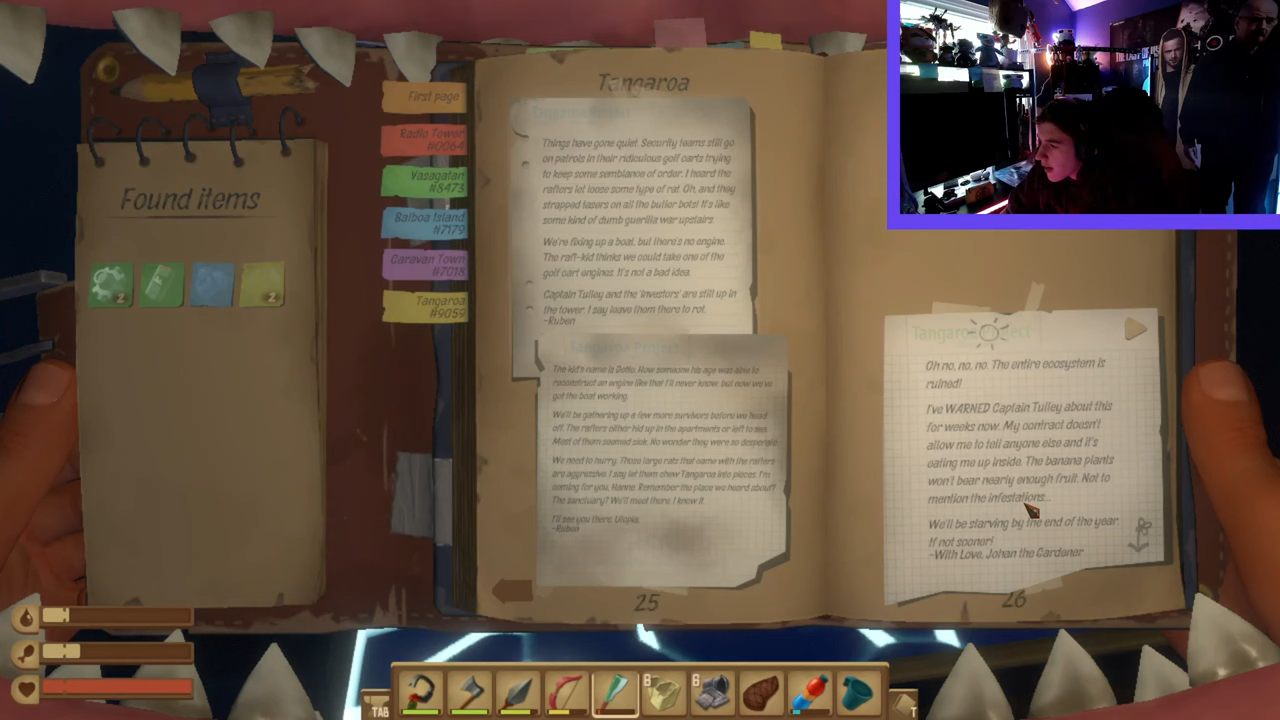 Found items
2
2
First page
Radio Tower
#0064
Vasagatan
#8473
Balboa Island
#7179
Caravan Town
#7018
Tangaroa
#9059
Tangaroa
Things have gone quiet. Security teams still go
on patrols in their ridiculous golf carts trying
to keep some semblance of order. I heard the
rafters let loose some type of rat. Oh, and they
strapped tasers on all the butler bots! It's like
some kind of dumb guerilla war upstairs.
We're fixing up a boat, but there's no engine.
The raft-kid thinks we could take one of the
golf cart engines. It's not a bad idea.
Captain Tulley and the 'investors' are still up in
the tower. I say leave them there to rot.
-Ruben
Tangaroa Project
The kid's name is Detto. How someone his age was able to
reconstruct an engine like that I'll never know, but now we've
got the boat working.
We'll be gathering up a few more survivors before we head
off. The rafters either hid up in the apartments or left to sea.
Most of them seemed sick. No wonder they were so desperate.
We need to hurry. Those large rats that came with the rafters
are aggressive. I say let them chew Tangaroa into pieces. I'm
coming for you, Hanne. Remember the place we heard about?
The sanctuary? We'll meet there, I know it.
I'll see you there, Utopia.
-Ruben
25
Tangaroa Project
Oh no, no, no. The entire ecosystem is
ruined!
I've WARNED Captain Tulley about this
for weeks now. My contract doesn't
allow me to tell anyone else and it's
eating me up inside. The banana plants
won't bear nearly enough fruit. Not to
mention the infestations...
We'll be starving by the end of the year.
If not sooner!
-With Love, Johan the Gardener
26
TAB
B
B
T